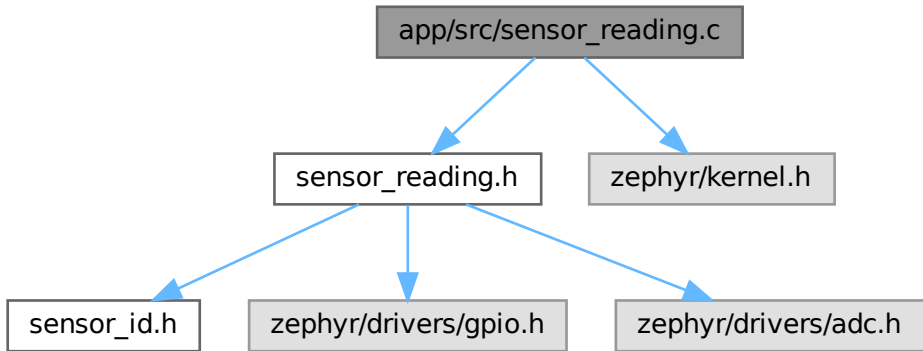 app/src/sensor_reading.c
sensor_reading.h
zephyr/kernel.h
sensor_id.h
zephyr/drivers/gpio.h
zephyr/drivers/adc.h